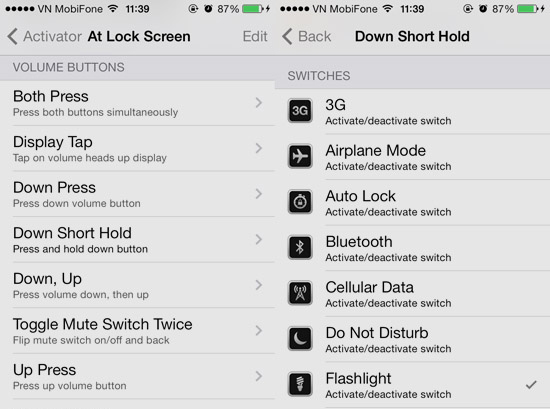 VN MobiFone 11:39 87%
Activator At Lock Screen Edit
VOLUME BUTTONS
Both Press
Press both buttons simultaneously
Display Tap
Tap on volume heads up display
Down Press
Press down volume button
Down Short Hold
Press and hold down button
Down, Up
Press volume down, then up
Toggle Mute Switch Twice
Flip mute switch on/off and back
Up Press
Press up volume button
VN MobiFone 11:39 87%
Back Down Short Hold
SWITCHES
3G
3G
Activate/deactivate switch
Airplane Mode
Activate/deactivate switch
Auto Lock
Activate/deactivate switch
Bluetooth
Activate/deactivate switch
Cellular Data
Activate/deactivate switch
Do Not Disturb
Activate/deactivate switch
Flashlight
Activate/deactivate switch